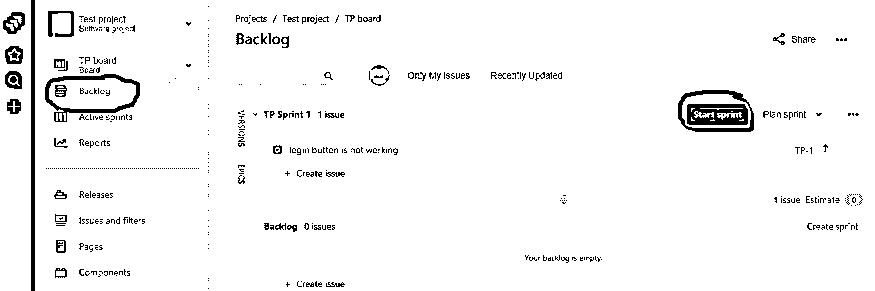 Test project
Software project
TP board
Board
Backlog
Active sprints
Reports
Releases
Issues and filters
Pages
Components
Projects / Test project / TP board
Backlog
Share
Only My Issues Recently Updated
VERSIONS
EPICS
TP Sprint 1 1 issue
Start sprint Plan sprint
login button is not working TP-1
+ Create issue
1 issue Estimate 0
Backlog 0 issues
Create sprint
Your backlog is empty.
+ Create issue